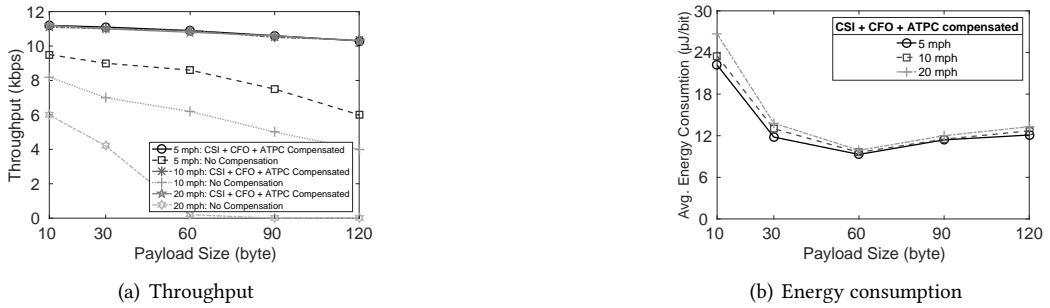 12
10
8
6
4
2
0
Throughput (kbps)
5 mph: CSI + CFO + ATPC Compensated
5 mph: No Compensation
10 mph: CSI + CFO + ATPC Compensated
10 mph: No Compensation
20 mph: CSI + CFO + ATPC Compensated
20 mph: No Compensation
10 30 60 90 120
Payload Size (byte)
(a) Throughput
30
24
18
12
6
0
Avg. Energy Consumtion (μJ/bit)
CSI + CFO + ATPC compensated
5 mph
10 mph
20 mph
10 30 60 90 120
Payload Size (byte)
(b) Energy consumption